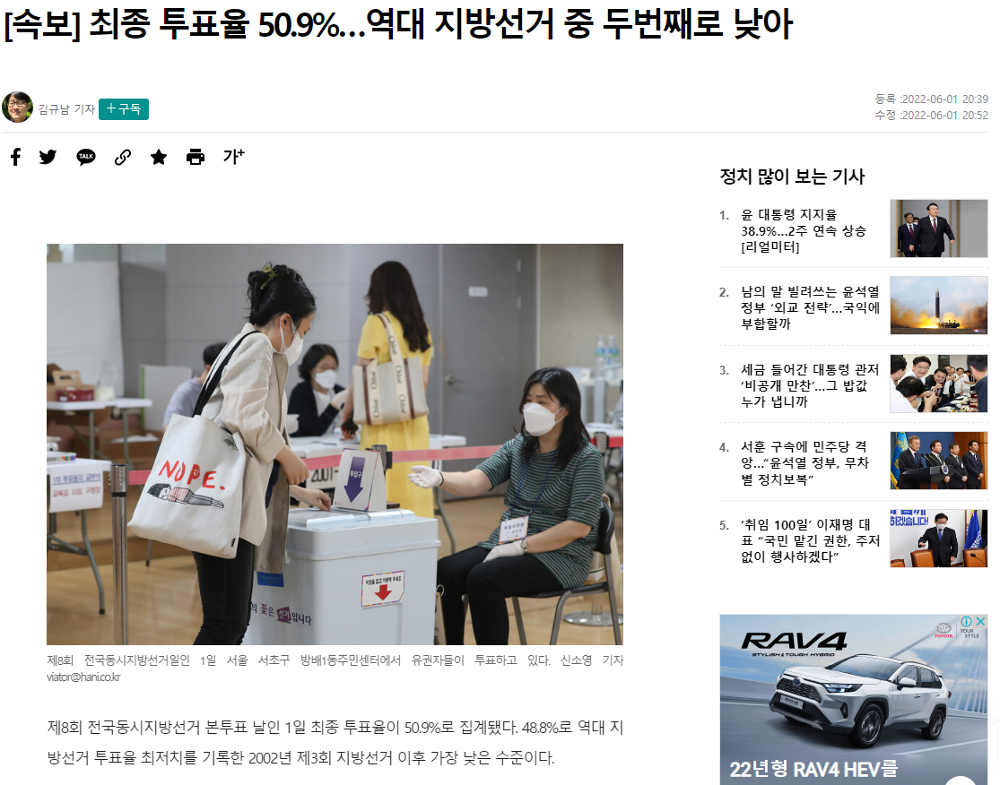 [속보] 최종 투표율 50.9%…역대 지방선거 중 두번째로 낮아
김규남 기자
+구독
등록 :2022-06-01 20:39
수정 :2022-06-01 20:52
TALK
가+
NOPE.
Chloé
투입구
선거
꽃은 선거입니다
제8회 전국동시지방선거일인 1일 서울 서초구 방배1동주민센터에서 유권자들이 투표하고 있다. 신소영 기자
viator@hani.co.kr
제8회 전국동시지방선거 본투표 날인 1일 최종 투표율이 50.9%로 집계됐다. 48.8%로 역대 지
방선거 투표율 최저치를 기록한 2002년 제3회 지방선거 이후 가장 낮은 수준이다.
정치 많이 보는 기사
1. 윤 대통령 지지율
38.9%…2주 연속 상승
[리얼미터]
2. 남의 말 빌려쓰는 윤석열
정부 ‘외교 전략’…국익에
부합할까
3. 세금 들어간 대통령 관저
‘비공개 만찬’…그 밥값
누가 냅니까
4. 서훈 구속에 민주당 격
앙…“윤석열 정부, 무차
별 정치보복”
5. ‘취임 100일’ 이재명 대
표 “국민 맡긴 권한, 주저
없이 행사하겠다”
RAV4
STYLISH & TOUGH HYBRID
TOYOTA
YOUR
STYLE
22년형 RAV4 HEV를